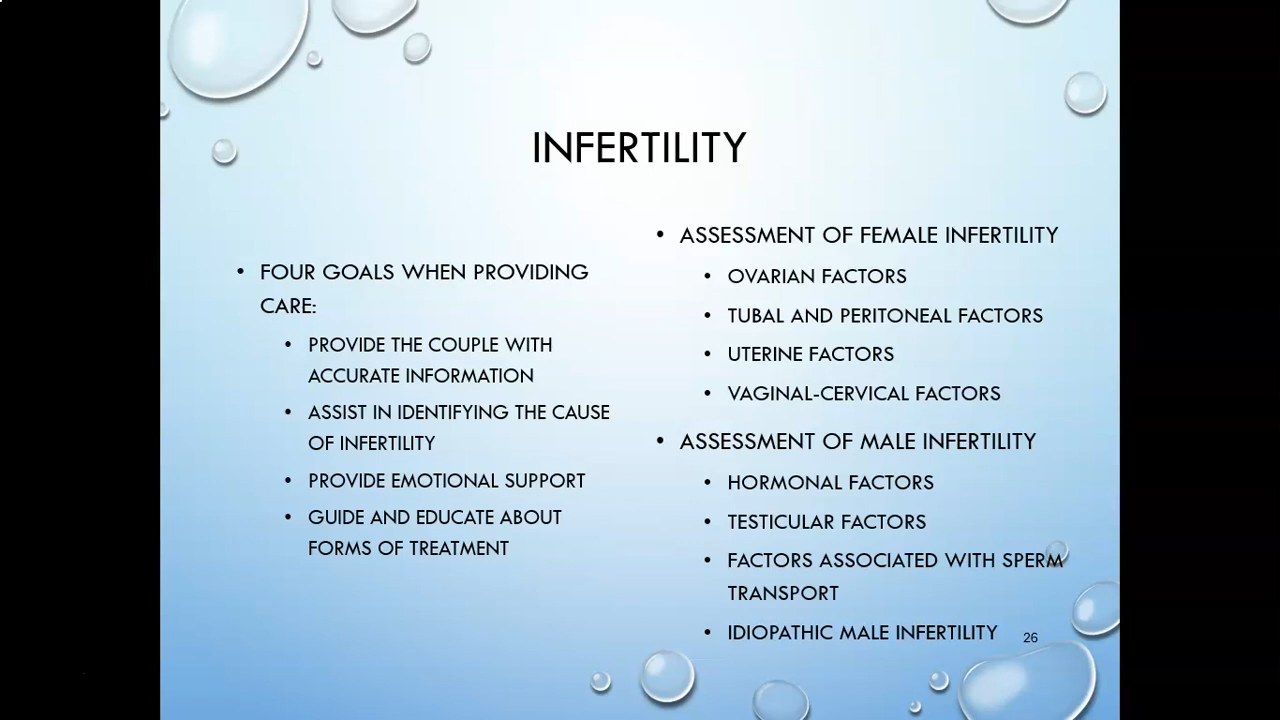 INFERTILITY
• FOUR GOALS WHEN PROVIDING
CARE:
• PROVIDE THE COUPLE WITH
ACCURATE INFORMATION
• ASSIST IN IDENTIFYING THE CAUSE
OF INFERTILITY
• PROVIDE EMOTIONAL SUPPORT
• GUIDE AND EDUCATE ABOUT
FORMS OF TREATMENT
• ASSESSMENT OF FEMALE INFERTILITY
• OVARIAN FACTORS
• TUBAL AND PERITONEAL FACTORS
• UTERINE FACTORS
• VAGINAL-CERVICAL FACTORS
• ASSESSMENT OF MALE INFERTILITY
• HORMONAL FACTORS
• TESTICULAR FACTORS
• FACTORS ASSOCIATED WITH SPERM
TRANSPORT
• IDIOPATHIC MALE INFERTILITY
26